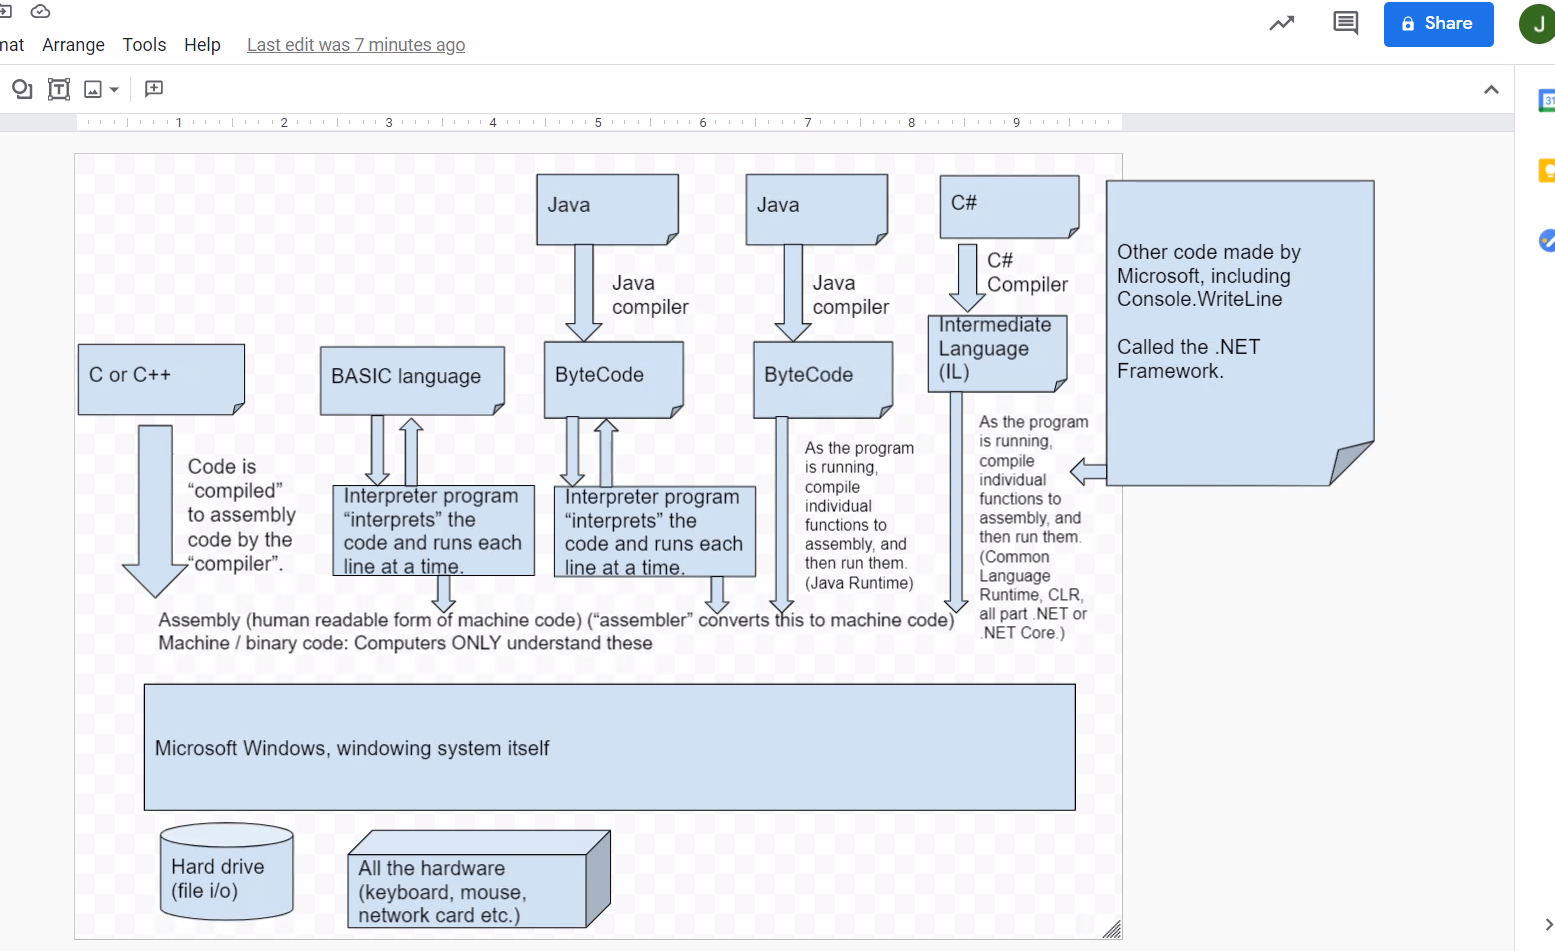 mat Arrange Tools Help Last edit was 7 minutes ago
Share
J
31
1 2 3 4 5 6 7 8 9
Java
Java
C#
Java
compiler
Java
compiler
C#
Compiler
Other code made by
Microsoft, including
Console.WriteLine
Called the .NET
Framework.
C or C++
BASIC language
ByteCode
ByteCode
Intermediate
Language
(IL)
Code is
“compiled”
to assembly
code by the
“compiler”.
Interpreter program
“interprets” the
code and runs each
line at a time.
Interpreter program
“interprets” the
code and runs each
line at a time.
As the program
is running,
compile
individual
functions to
assembly, and
then run them.
(Java Runtime)
As the program
is running,
compile
individual
functions to
assembly, and
then run them.
(Common
Language
Runtime, CLR,
all part .NET or
.NET Core.)
Assembly (human readable form of machine code) (“assembler” converts this to machine code)
Machine / binary code: Computers ONLY understand these
Microsoft Windows, windowing system itself
Hard drive
(file i/o)
All the hardware
(keyboard, mouse,
network card etc.)